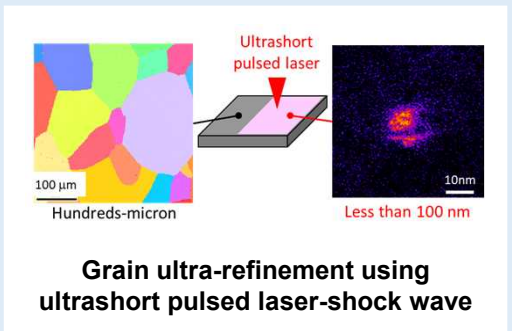 Ultrashort
pulsed laser
100 µm
10nm
Hundreds-micron
Less than 100 nm
Grain ultra-refinement using
ultrashort pulsed laser-shock wave